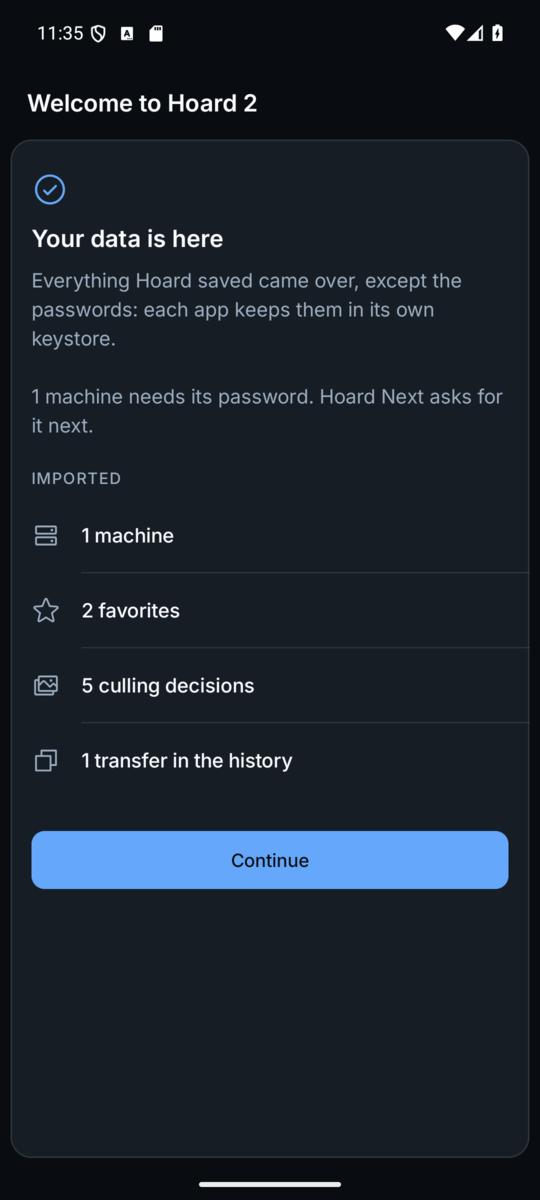 11:35
Welcome to Hoard 2
Your data is here
Everything Hoard saved came over, except the
passwords: each app keeps them in its own
keystore.
1 machine needs its password. Hoard Next asks for
it next.
IMPORTED
1 machine
2 favorites
5 culling decisions
1 transfer in the history
Continue